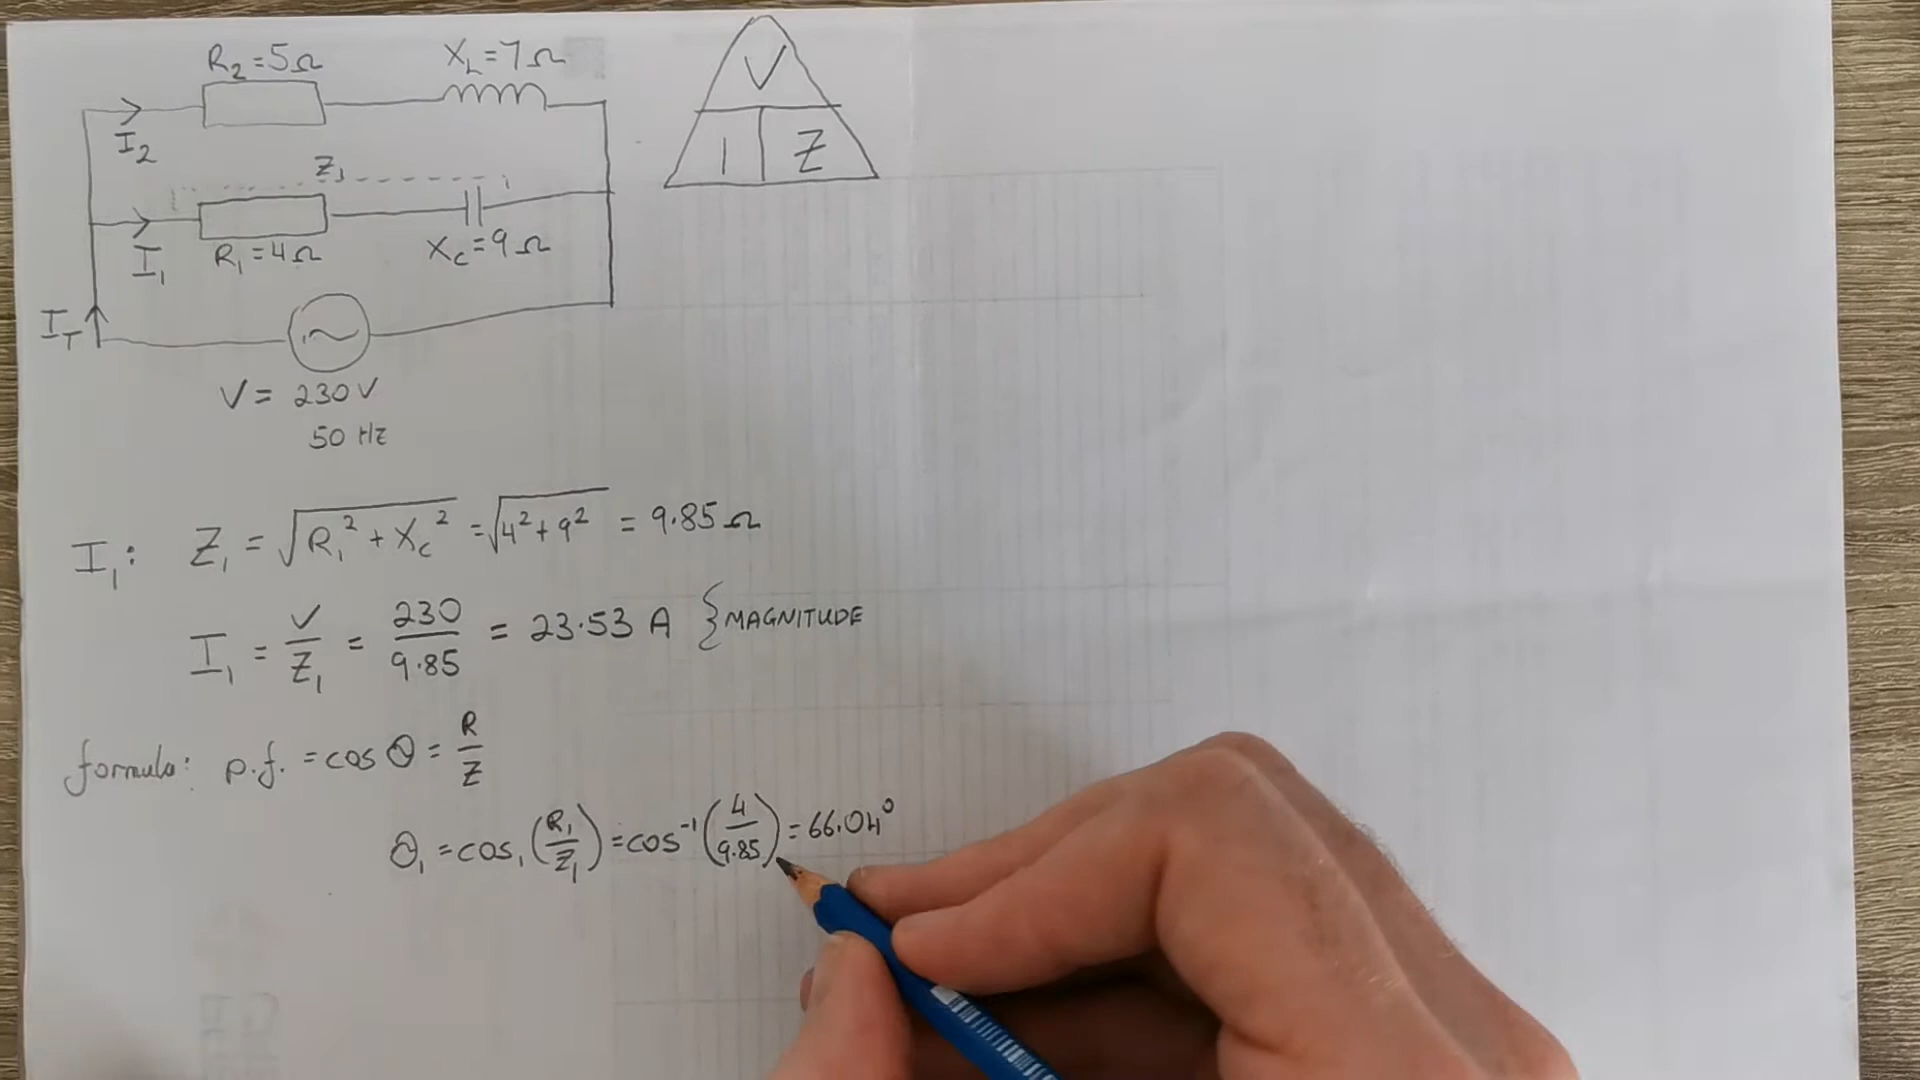 R₂=5Ω
X_L=7Ω
I₂
Z₁
I₁
R₁=4Ω
X_C=9Ω
I_T
V= 230V
50 Hz
V
I Z
I₁: Z₁ = √(R₁² + X_C²) = √(4²+9²) = 9.85Ω
I₁ = V/Z₁ = 230/9.85 = 23.53 A } MAGNITUDE
formula: p.f. = cos θ = R/Z
θ₁ = cos₁ (R₁/Z₁) = cos⁻¹ (4/9.85) = 66.04°